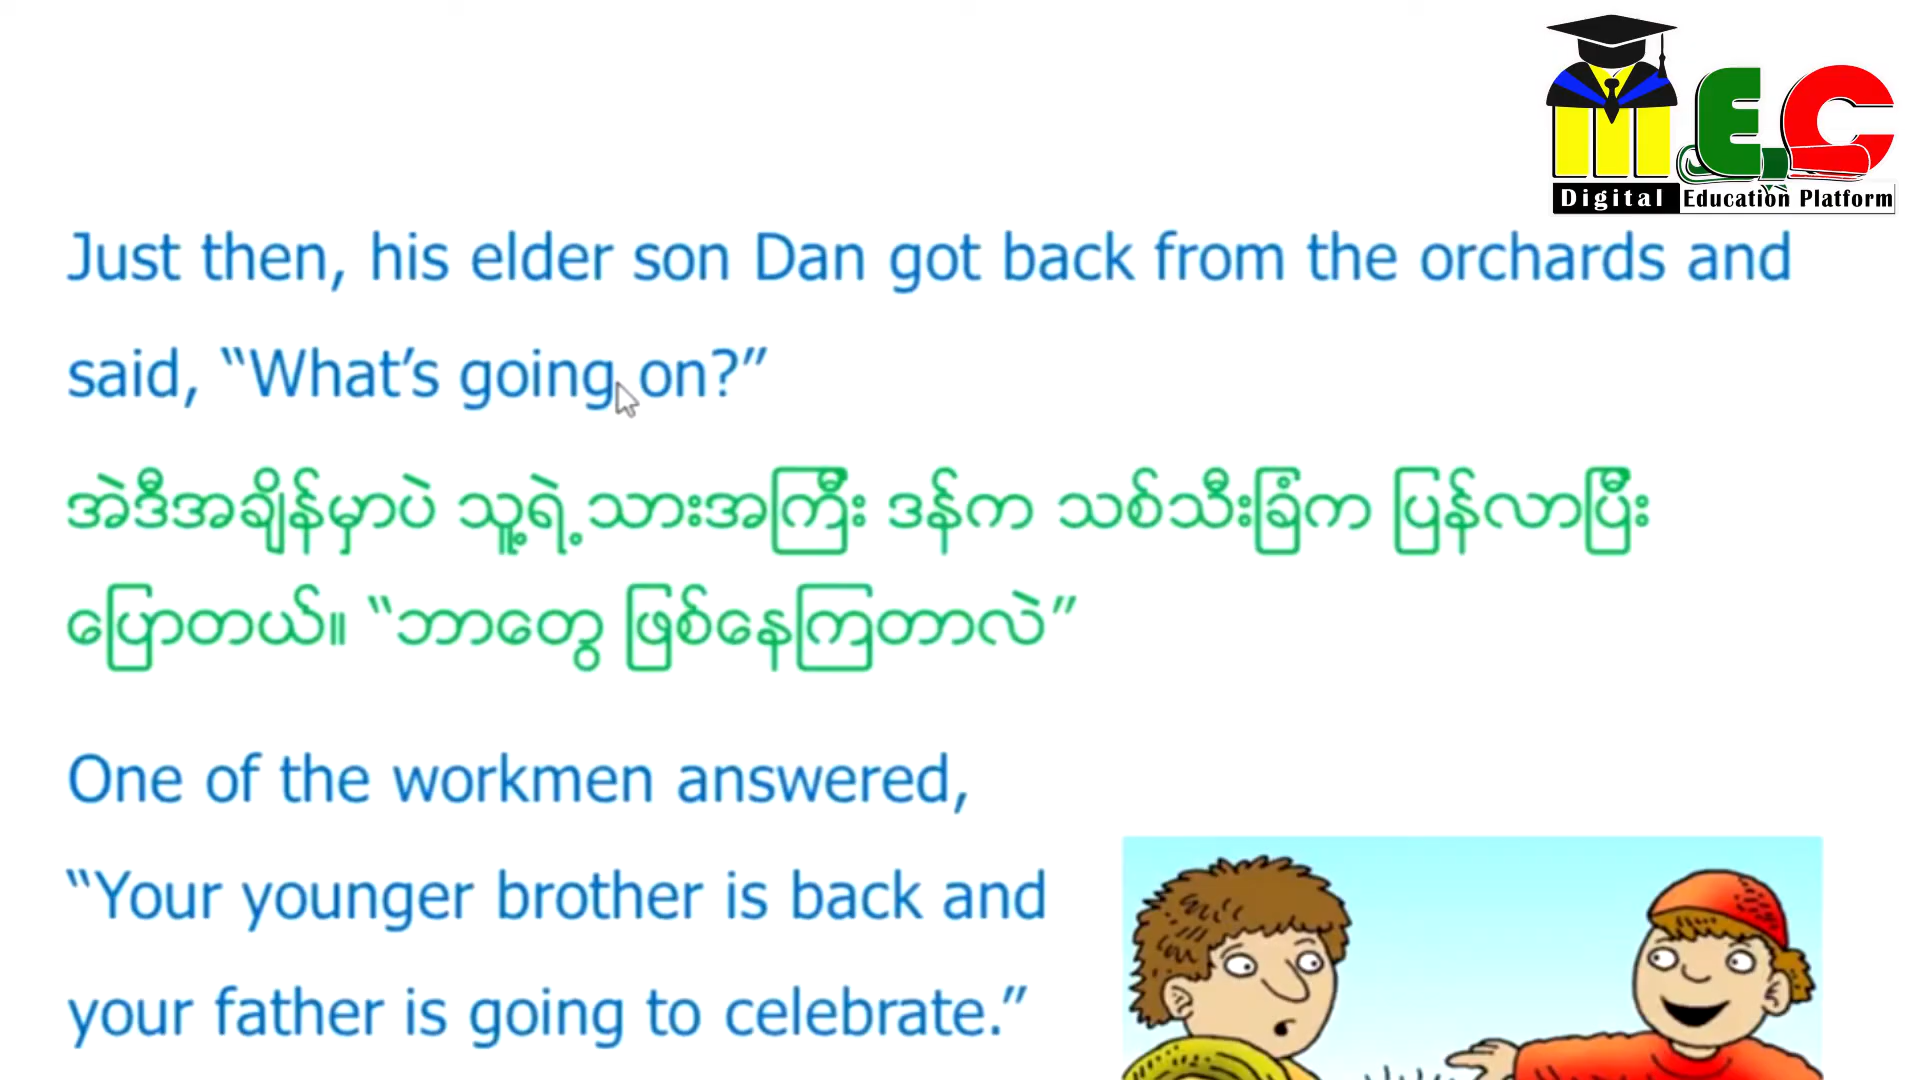 MEC
Digital Education Platform
Just then, his elder son Dan got back from the orchards and
said, “What’s going on?”
အဲဒီအချိန်မှာပဲ သူ့ရဲ့သားအကြီး ဒန်က သစ်သီးခြံက ပြန်လာပြီး
ပြောတယ်။ “ဘာတွေ ဖြစ်နေကြတာလဲ”
One of the workmen answered,
“Your younger brother is back and
your father is going to celebrate.”